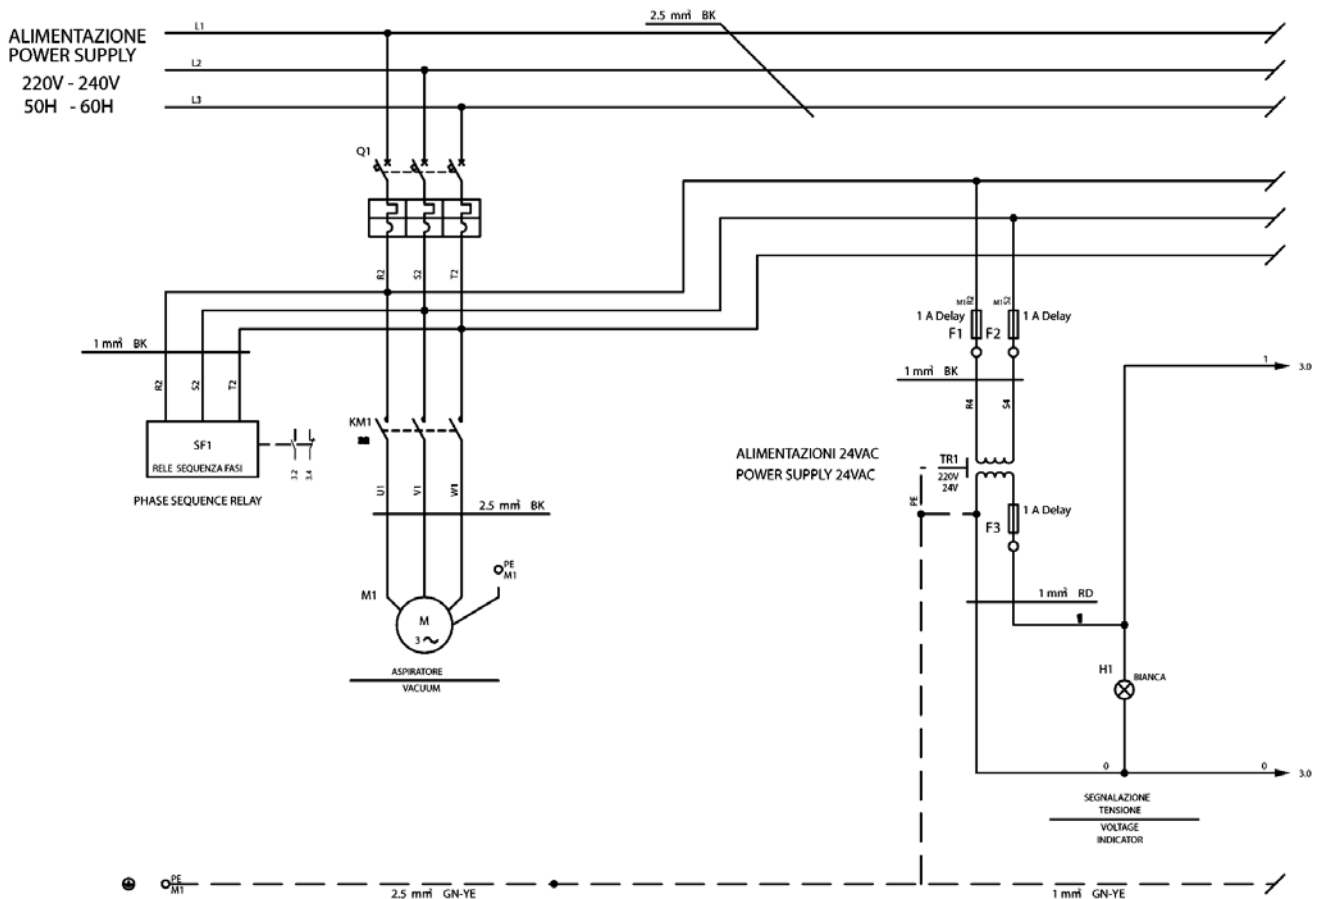 2.5 mm² BK
L1
ALIMENTAZIONE
POWER SUPPLY
L2
220V - 240V
50H - 60H
L3
Q1
R2 S2 T2
M1 R2 M1 S2
1 A Delay 1 A Delay
F1 F2
1 mm² BK
R2 S2 T2
1 3.0
1 mm² BK
R4 S4
KM1
SF1
RELE SEQUENZA FASI
3.2 3.4
PHASE SEQUENCE RELAY
ALIMENTAZIONI 24VAC
POWER SUPPLY 24VAC
TR1
220V
24V
U1 V1 W1
2.5 mm² BK
PE
1 A Delay
F3
PE
M1
M1
M
3
1 mm² RD
ASPIRATORE
VACUUM
H1
BIANCA
0 0 3.0
SEGNALAZIONE
TENSIONE
VOLTAGE
INDICATOR
PE
M1
2.5 mm² GN-YE
1 mm² GN-YE